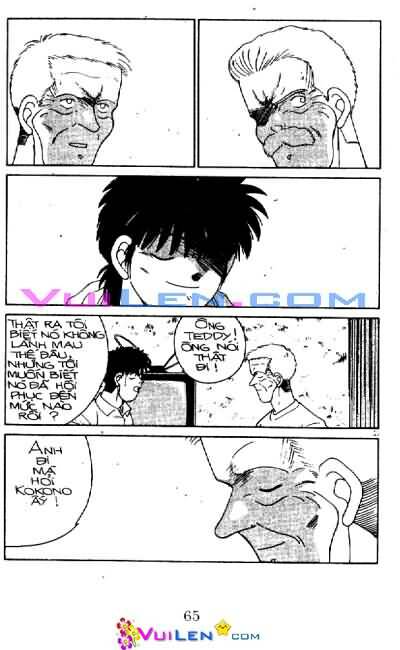 VUILEN.COM
THẬT RA TÔI
BIẾT NÓ KHÔNG
LÀNH MAU
THẾ ĐÂU,
NHƯNG TÔI
MUỐN BIẾT
NÓ ĐÃ HỒI
PHỤC ĐẾN
MỨC NÀO
RỒI ?
ÔNG
TEDDY !
ÔNG NÓI
THẬT
ĐI !
ANH
ĐI
MÀ
HỎI
KOKONO
ẤY !
65
VUILEN.COM